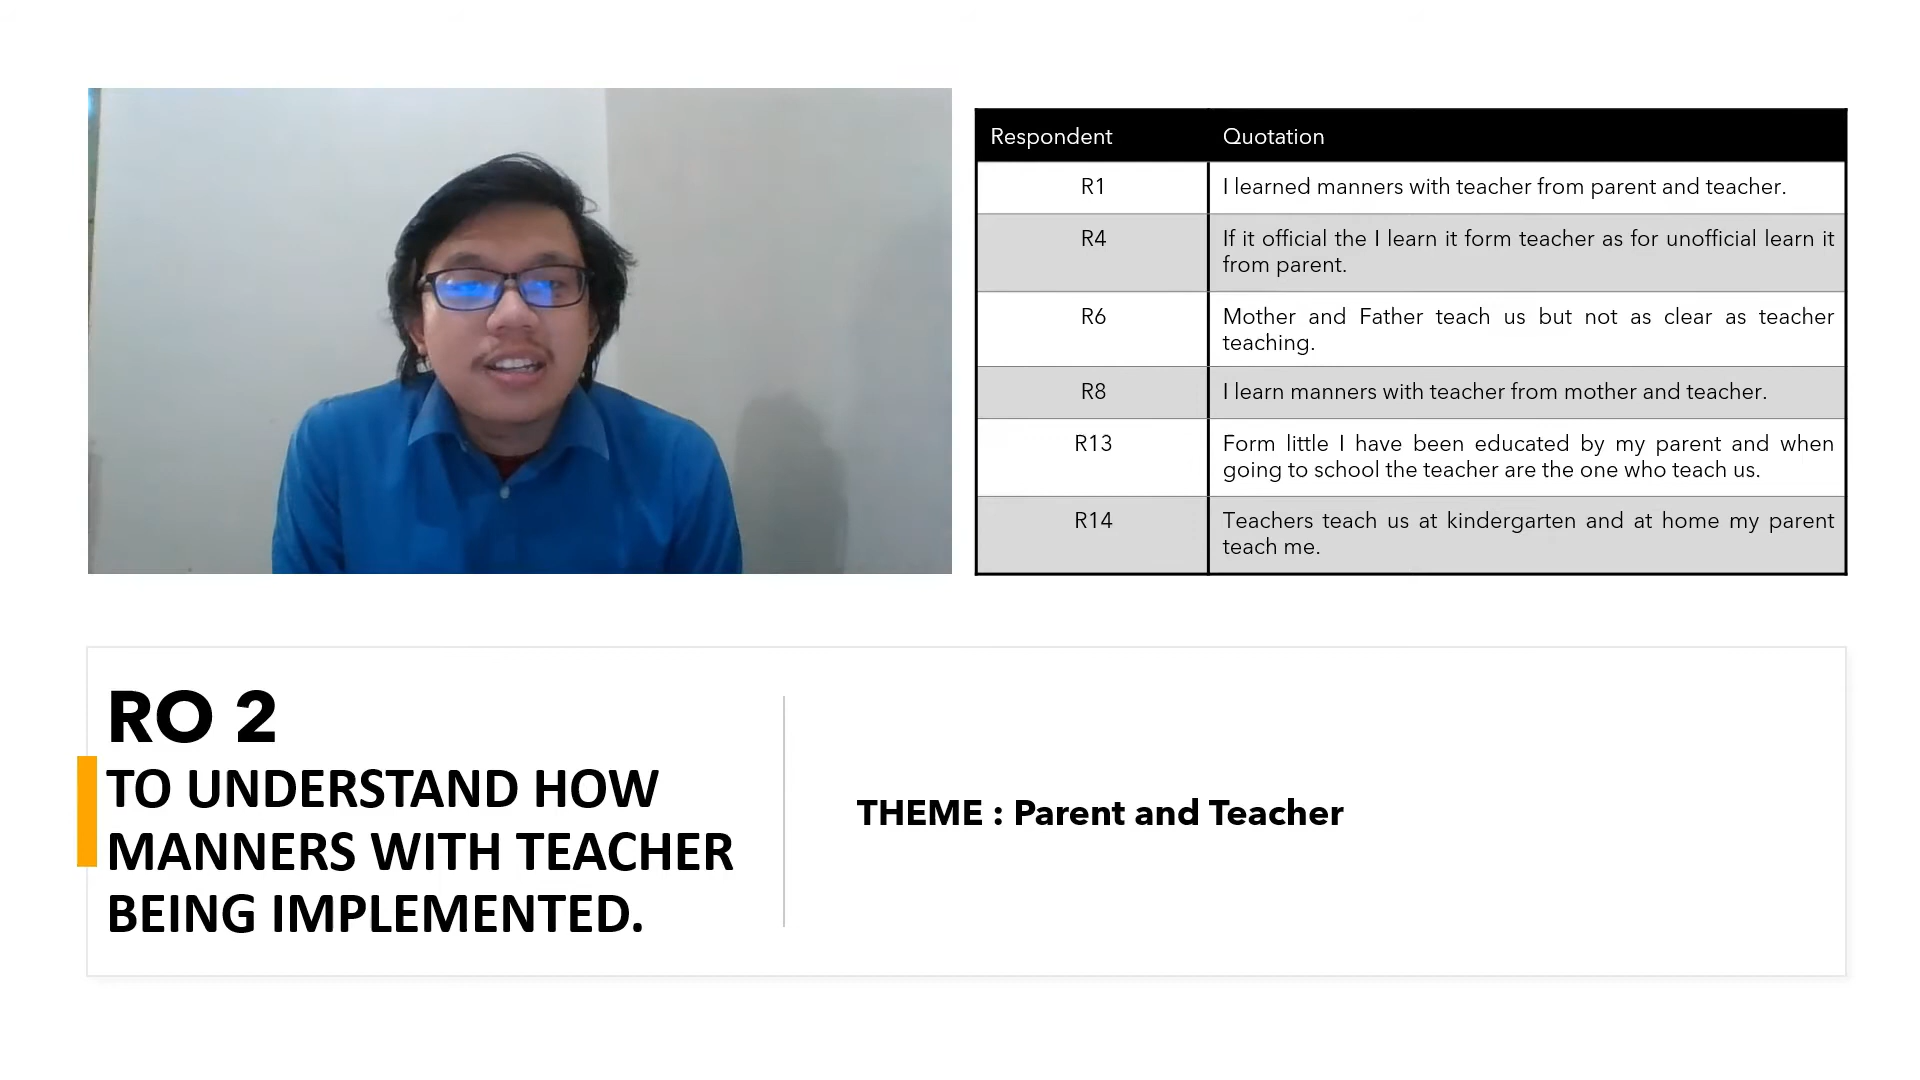 Respondent Quotation
R1 I learned manners with teacher from parent and teacher.
R4 If it official the I learn it form teacher as for unofficial learn it
from parent.
R6 Mother and Father teach us but not as clear as teacher
teaching.
R8 I learn manners with teacher from mother and teacher.
R13 Form little I have been educated by my parent and when
going to school the teacher are the one who teach us.
R14 Teachers teach us at kindergarten and at home my parent
teach me.
RO 2
TO UNDERSTAND HOW
MANNERS WITH TEACHER
BEING IMPLEMENTED.
THEME : Parent and Teacher